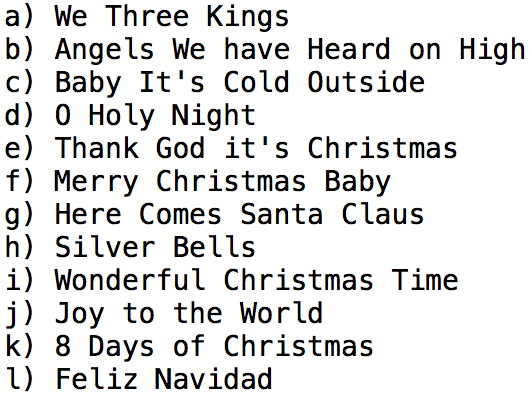 a) We Three Kings
b) Angels We have Heard on High
c) Baby It's Cold Outside
d) O Holy Night
e) Thank God it's Christmas
f) Merry Christmas Baby
g) Here Comes Santa Claus
h) Silver Bells
i) Wonderful Christmas Time
j) Joy to the World
k) 8 Days of Christmas
l) Feliz Navidad